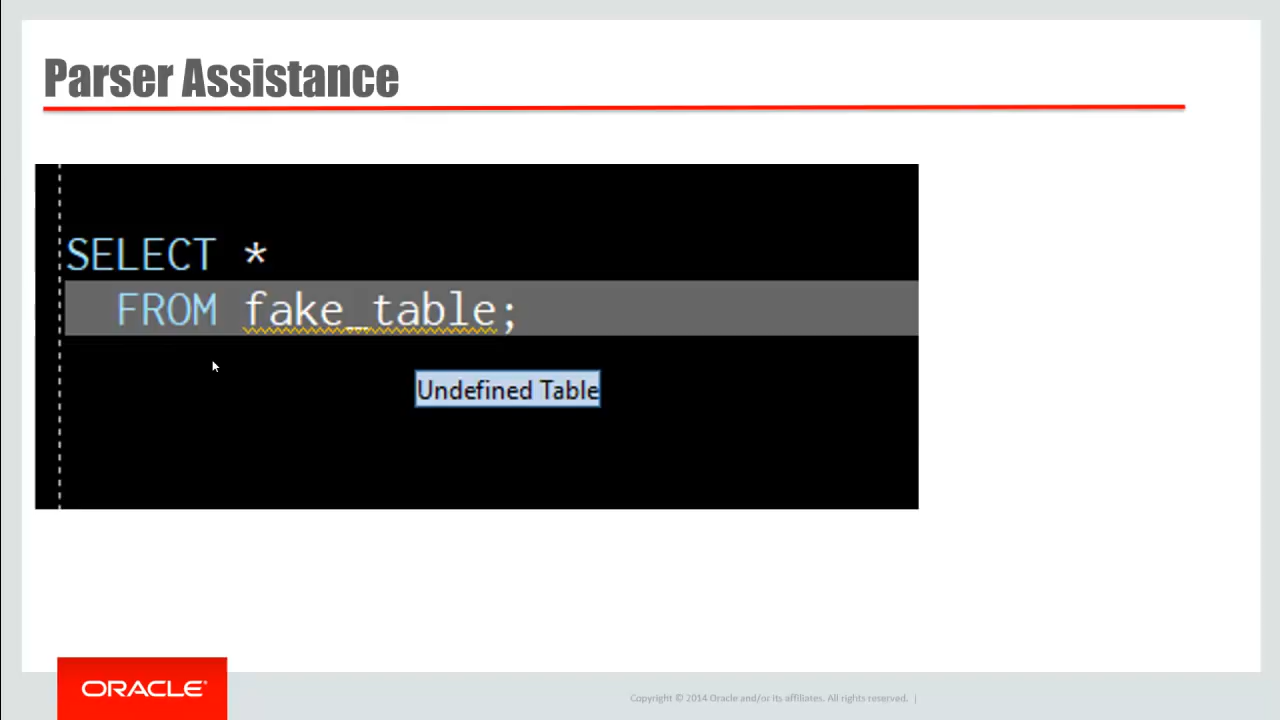 Parser Assistance
SELECT *
FROM fake_table;
Undefined Table
ORACLE®
Copyright © 2014 Oracle and/or its affiliates. All rights reserved. |